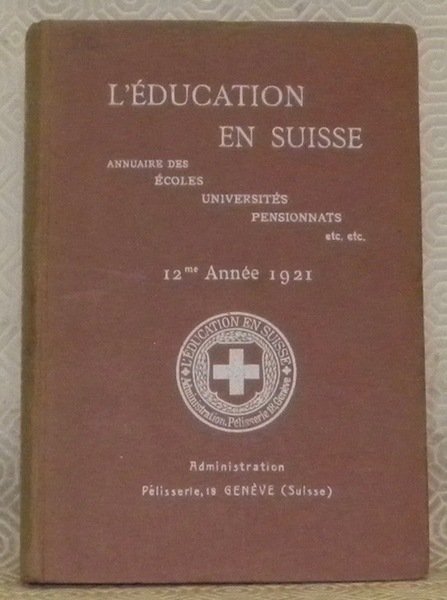 L'ÉDUCATION
EN SUISSE
ANNUAIRE DES
ÉCOLES
UNIVERSITÉS
PENSIONNATS
etc. etc.
12me Année 1921
L'ÉDUCATION EN SUISSE
Administration, Pélisserie 18, Genève
Administration
Pélisserie, 18 GENÈVE (Suisse)